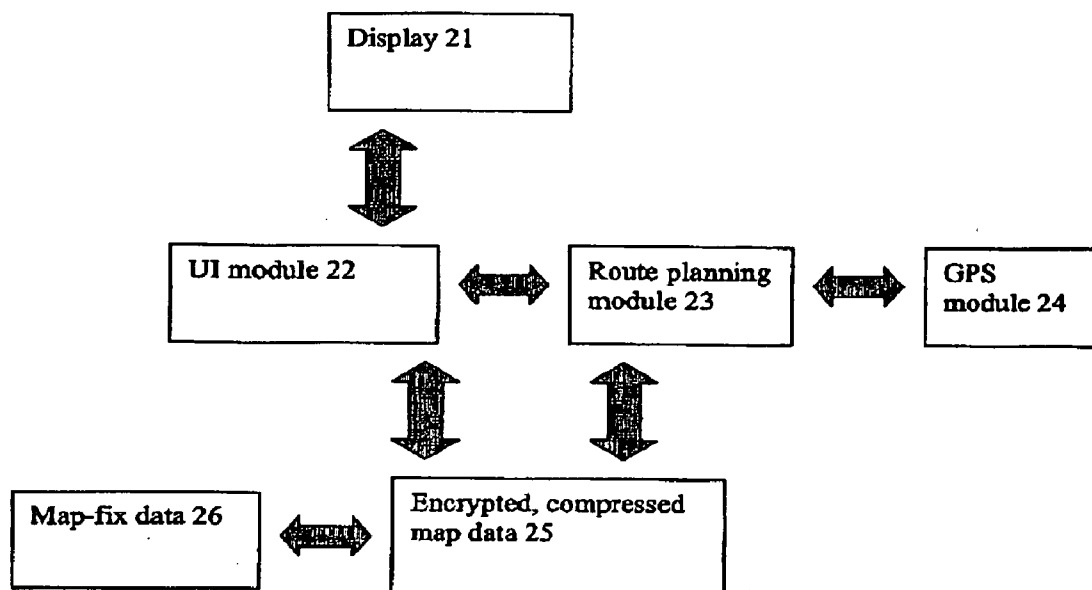 Display 21
UI module 22
Route planning
module 23
GPS
module 24
Map-fix data 26
Encrypted, compressed
map data 25